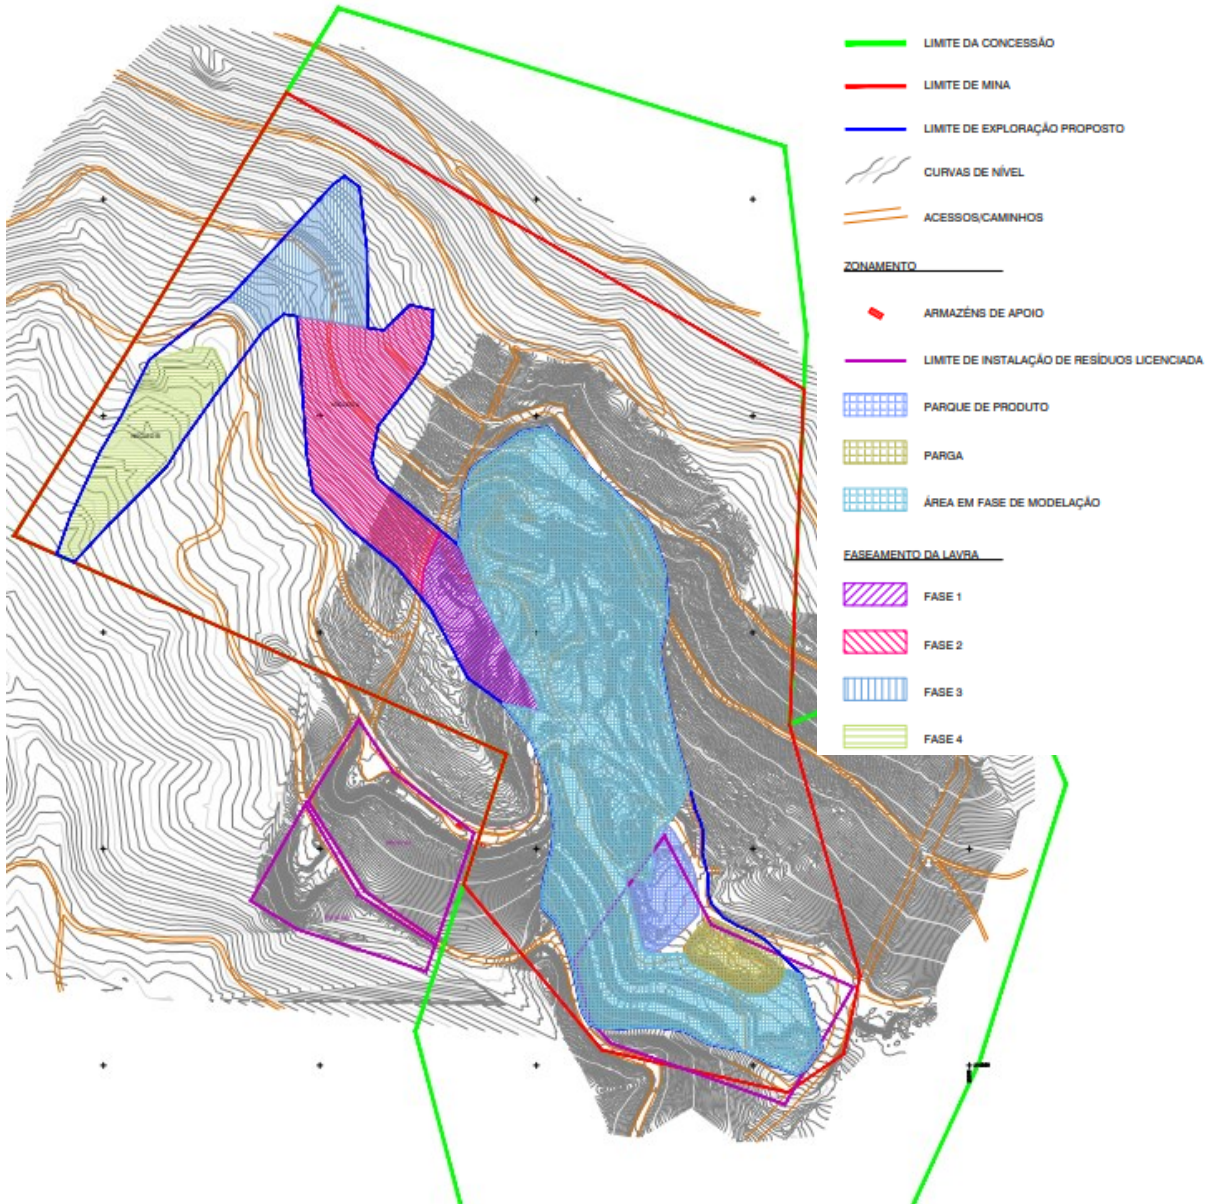 LIMITE DA CONCESSÃO
LIMITE DE MINA
LIMITE DE EXPLORAÇÃO PROPOSTO
CURVAS DE NÍVEL
ACESSOS/CAMINHOS
ZONAMENTO
ARMAZÉNS DE APOIO
LIMITE DE INSTALAÇÃO DE RESÍDUOS LICENCIADA
PARQUE DE PRODUTO
PARGA
ÁREA EM FASE DE MODELAÇÃO
FASEAMENTO DA LAVRA
FASE 1
FASE 2
FASE 3
FASE 4